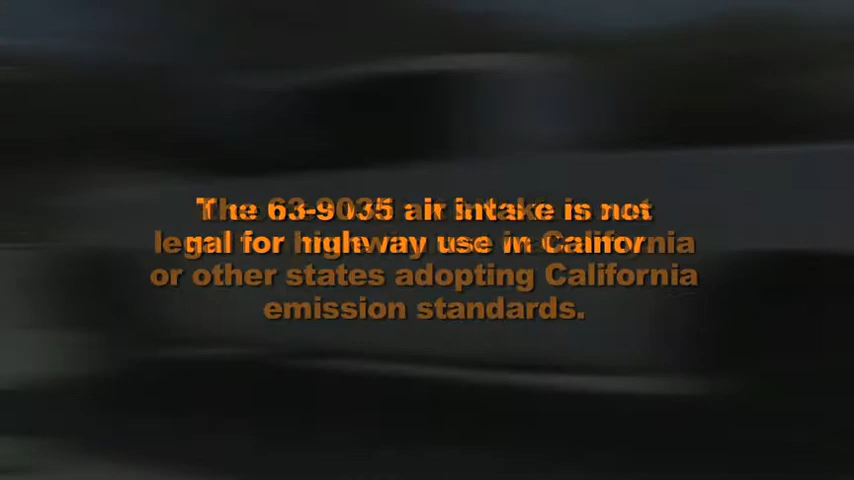 The 63-9035 air intake is not
legal for highway use in California
or other states adopting California
emission standards.